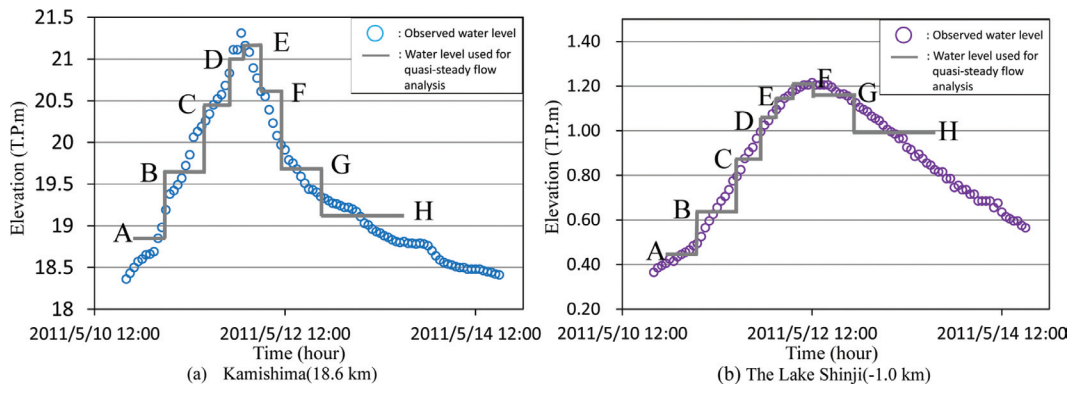 (a)
21.5
21
20.5
20
19.5
19
18.5
18
Elevation (T.P.m)
: Observed water level
: Water level used for
quasi-steady flow
analysis
A
B
C
D
E
F
G
H
2011/5/10 12:00
2011/5/12 12:00
2011/5/14 12:00
Time (hour)
(a) Kamishima(18.6 km)
(b)
1.40
1.20
1.00
0.80
0.60
0.40
0.20
Elevation (T.P.m)
: Observed water level
: Water level used for
quasi-steady flow
analysis
A
B
C
D
E
F
G
H
2011/5/10 12:00
2011/5/12 12:00
2011/5/14 12:00
Time (hour)
(b) The Lake Shinji(-1.0 km)